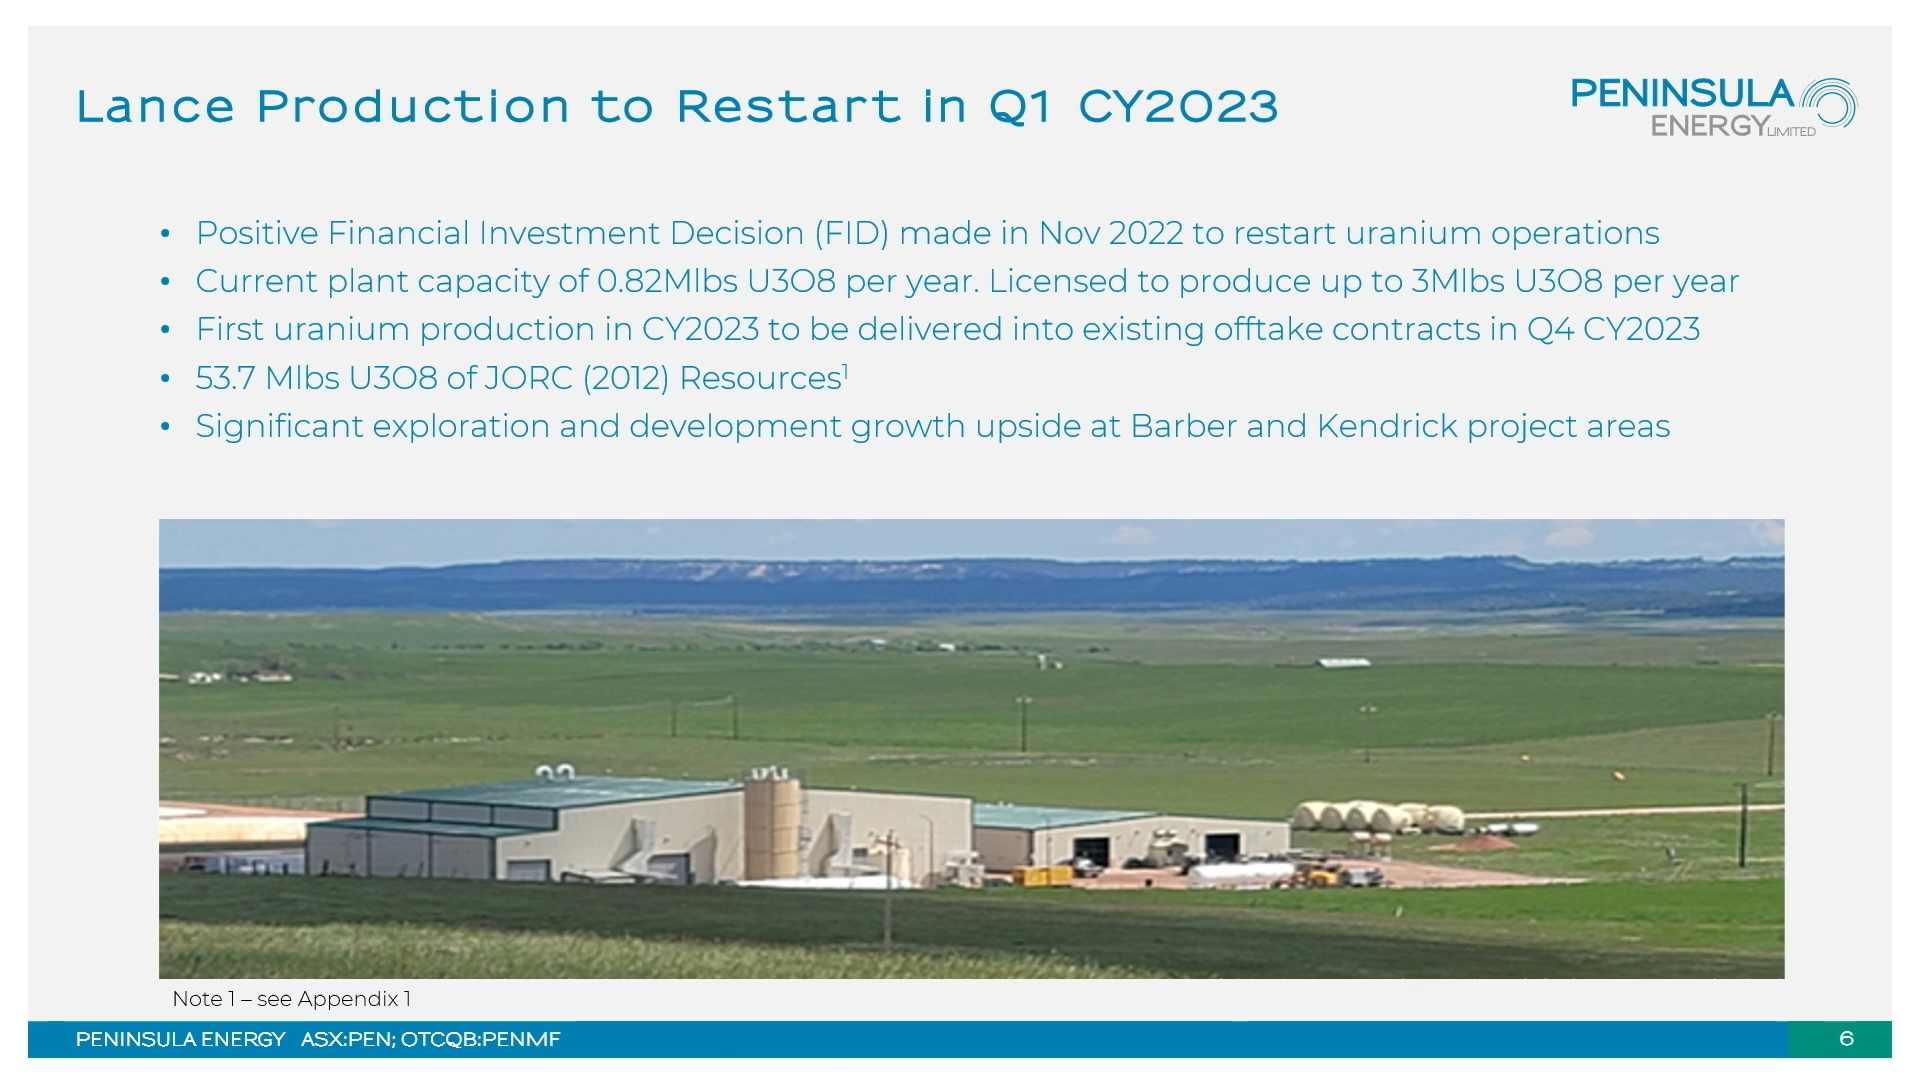 Lance Production to Restart in Q1 CY2023
PENINSULA
ENERGY LIMITED
• Positive Financial Investment Decision (FID) made in Nov 2022 to restart uranium operations
• Current plant capacity of 0.82Mlbs U3O8 per year. Licensed to produce up to 3Mlbs U3O8 per year
• First uranium production in CY2023 to be delivered into existing offtake contracts in Q4 CY2023
• 53.7 Mlbs U3O8 of JORC (2012) Resources¹
• Significant exploration and development growth upside at Barber and Kendrick project areas
Note 1 – see Appendix 1
PENINSULA ENERGY ASX:PEN; OTCQB:PENMF
6